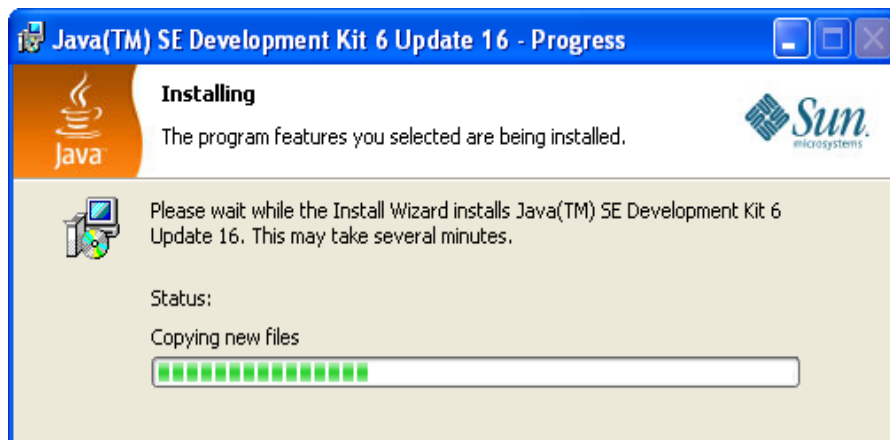 Java(TM) SE Development Kit 6 Update 16 - Progress
Installing
The program features you selected are being installed.
Java
Sun
microsystems
Please wait while the Install Wizard installs Java(TM) SE Development Kit 6
Update 16. This may take several minutes.
Status:
Copying new files